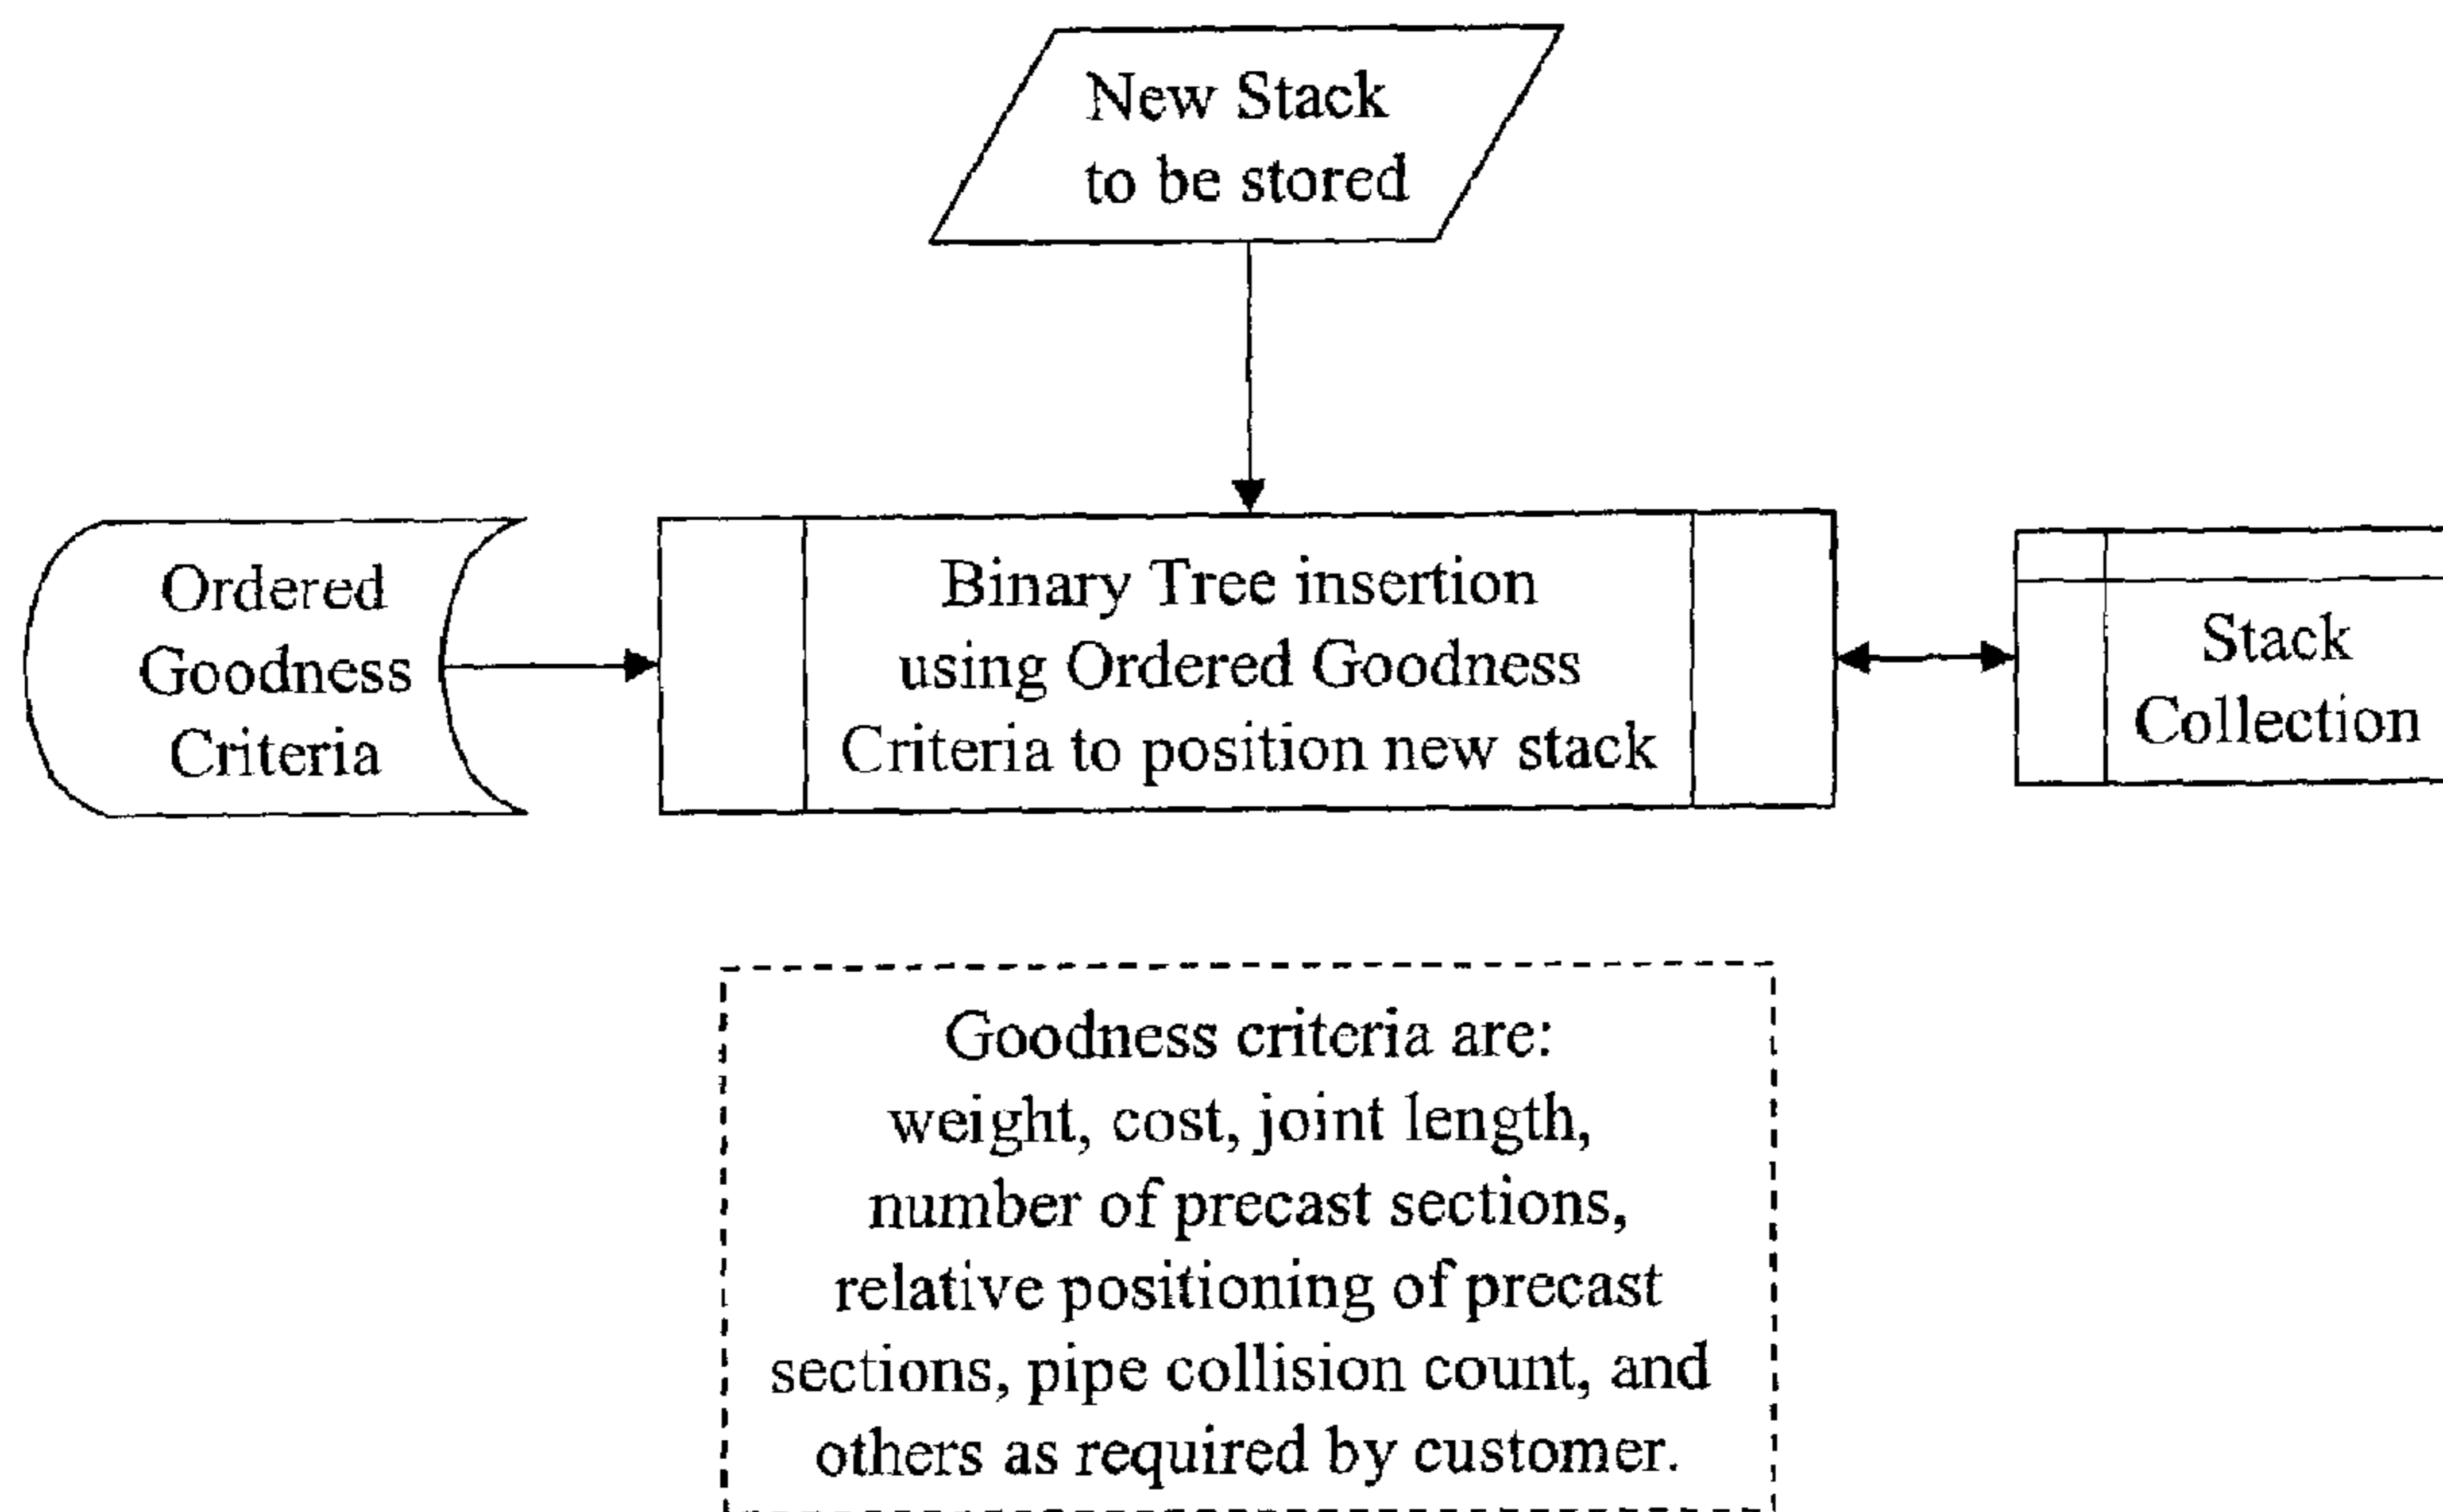 New Stack
to be stored
Ordered
Goodness
Criteria
Binary Tree insertion
using Ordered Goodness
Criteria to position new stack
Stack
Collection
Goodness criteria are:
weight, cost, joint length,
number of precast sections,
relative positioning of precast
sections, pipe collision count, and
others as required by customer.